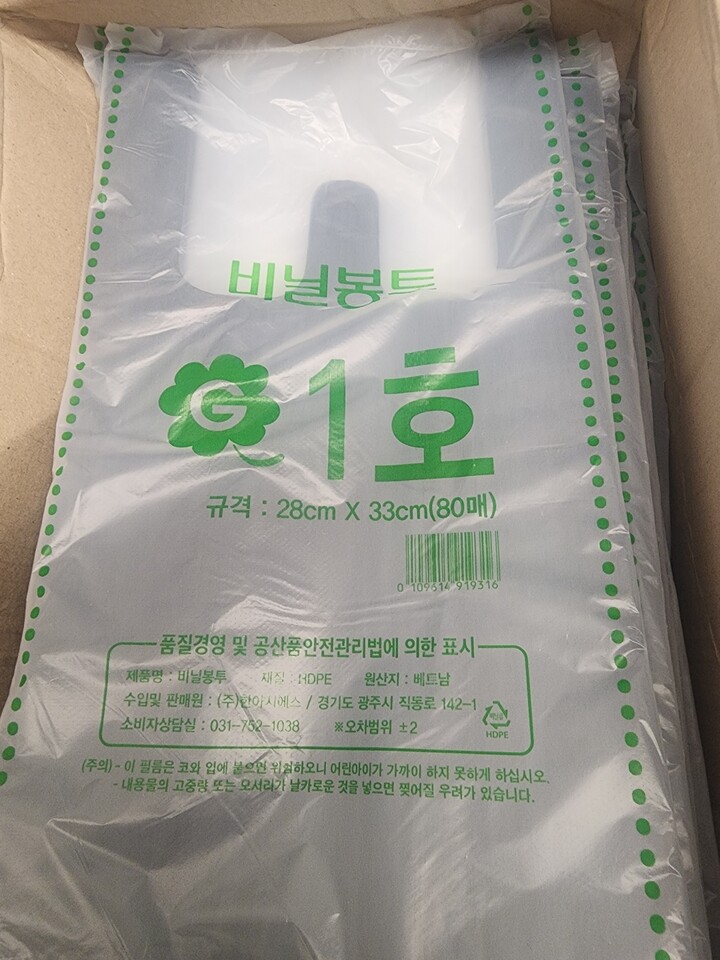 비닐봉투
G 1호
규격 : 28cm X 33cm(80매)
0 109614 919316
품질경영 및 공산품안전관리법에 의한 표시
제품명 : 비닐봉투 재질 : HDPE 원산지 : 베트남
수입및 판매원 : (주)한아지에스 / 경기도 광주시 직동로 142-1
소비자상담실 : 031-752-1038 ※오차범위 ±2
비닐류
HDPE
(주의) - 이 필름은 코와 입에 붙으면 위험하오니 어린아이가 가까이 하지 못하게 하십시오.
- 내용물의 고중량 또는 모서리가 날카로운 것을 넣으면 찢어질 우려가 있습니다.